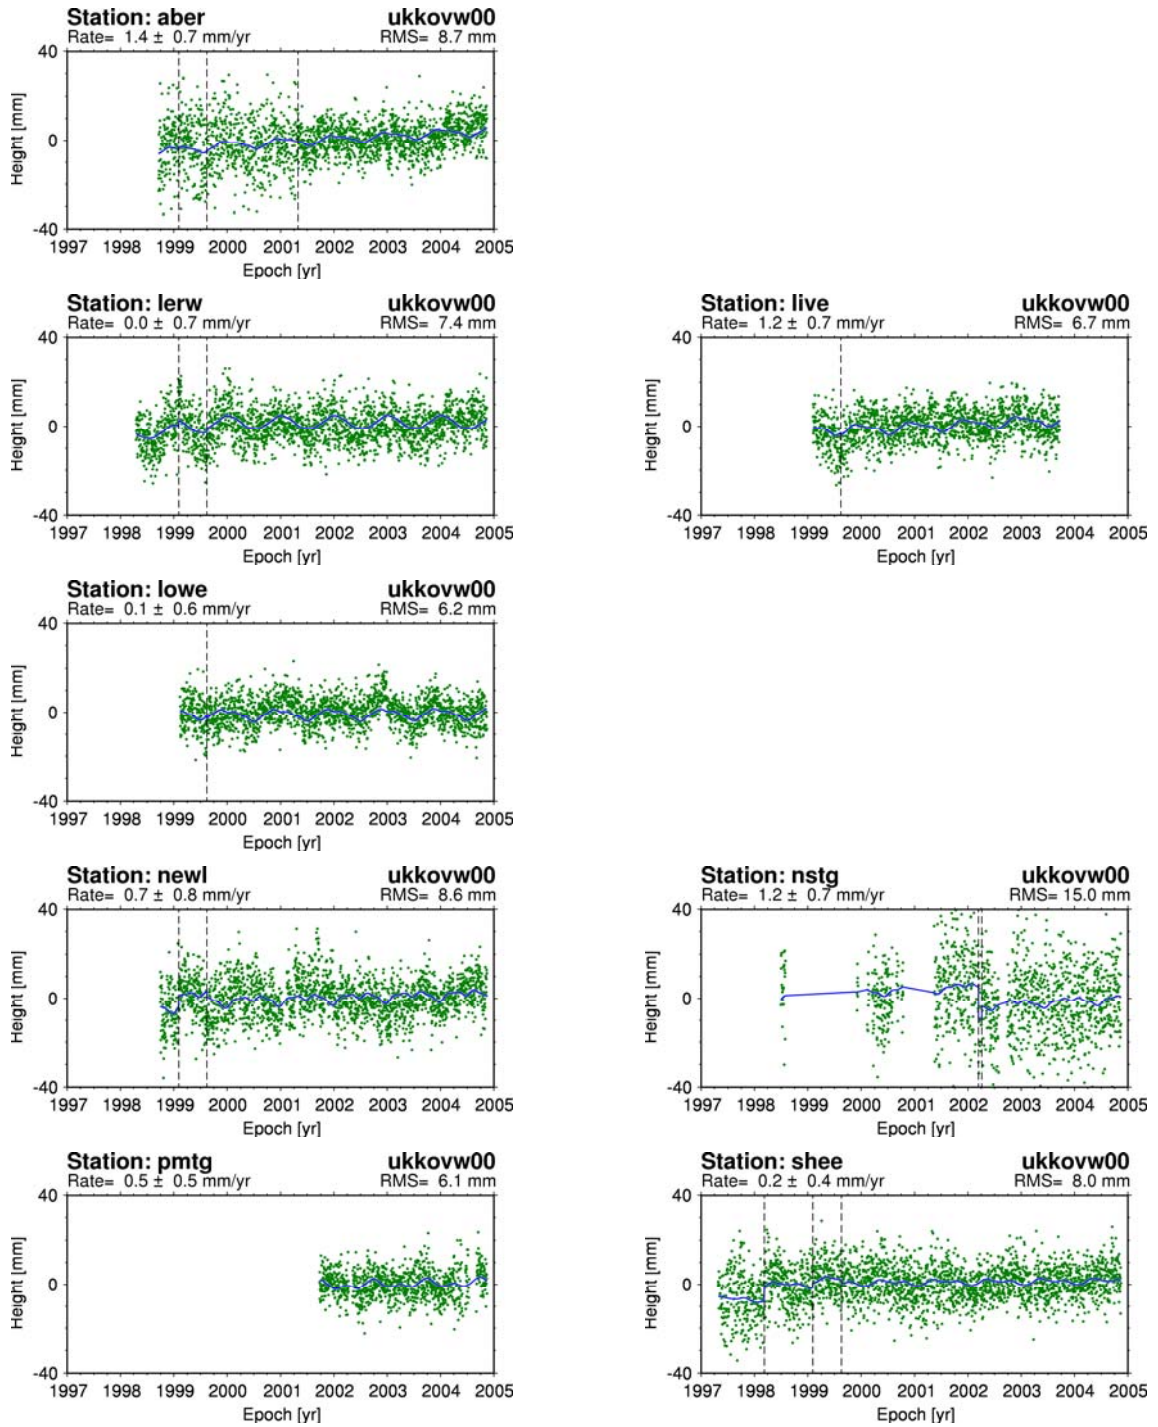 Station: aber ukkovw00
Rate= 1.4 ± 0.7 mm/yr RMS= 8.7 mm
40
0
-40
Height [mm]
1997 1998 1999 2000 2001 2002 2003 2004 2005
Epoch [yr]
Station: lerw ukkovw00
Rate= 0.0 ± 0.7 mm/yr RMS= 7.4 mm
40
0
-40
Height [mm]
1997 1998 1999 2000 2001 2002 2003 2004 2005
Epoch [yr]
Station: live ukkovw00
Rate= 1.2 ± 0.7 mm/yr RMS= 6.7 mm
40
0
-40
Height [mm]
1997 1998 1999 2000 2001 2002 2003 2004 2005
Epoch [yr]
Station: lowe ukkovw00
Rate= 0.1 ± 0.6 mm/yr RMS= 6.2 mm
40
0
-40
Height [mm]
1997 1998 1999 2000 2001 2002 2003 2004 2005
Epoch [yr]
Station: newl ukkovw00
Rate= 0.7 ± 0.8 mm/yr RMS= 8.6 mm
40
0
-40
Height [mm]
1997 1998 1999 2000 2001 2002 2003 2004 2005
Epoch [yr]
Station: nstg ukkovw00
Rate= 1.2 ± 0.7 mm/yr RMS= 15.0 mm
40
0
-40
Height [mm]
1997 1998 1999 2000 2001 2002 2003 2004 2005
Epoch [yr]
Station: pmtg ukkovw00
Rate= 0.5 ± 0.5 mm/yr RMS= 6.1 mm
40
0
-40
Height [mm]
1997 1998 1999 2000 2001 2002 2003 2004 2005
Epoch [yr]
Station: shee ukkovw00
Rate= 0.2 ± 0.4 mm/yr RMS= 8.0 mm
40
0
-40
Height [mm]
1997 1998 1999 2000 2001 2002 2003 2004 2005
Epoch [yr]